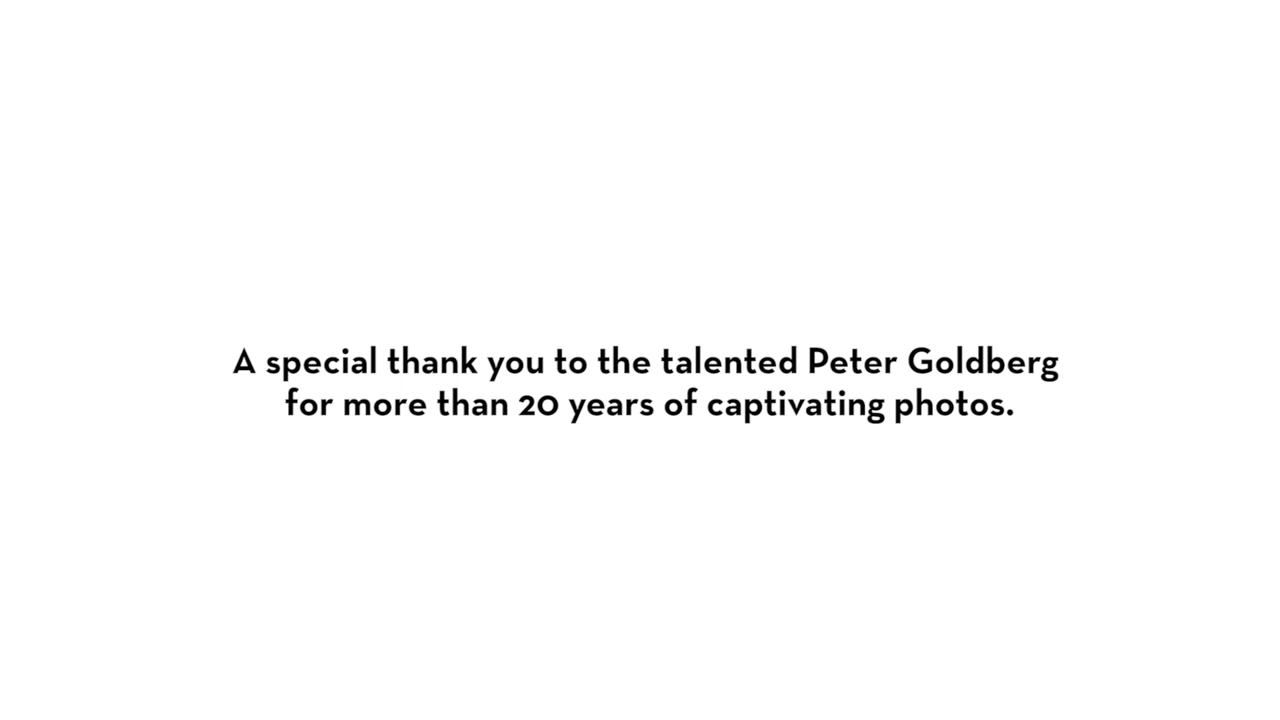 A special thank you to the talented Peter Goldberg
for more than 20 years of captivating photos.